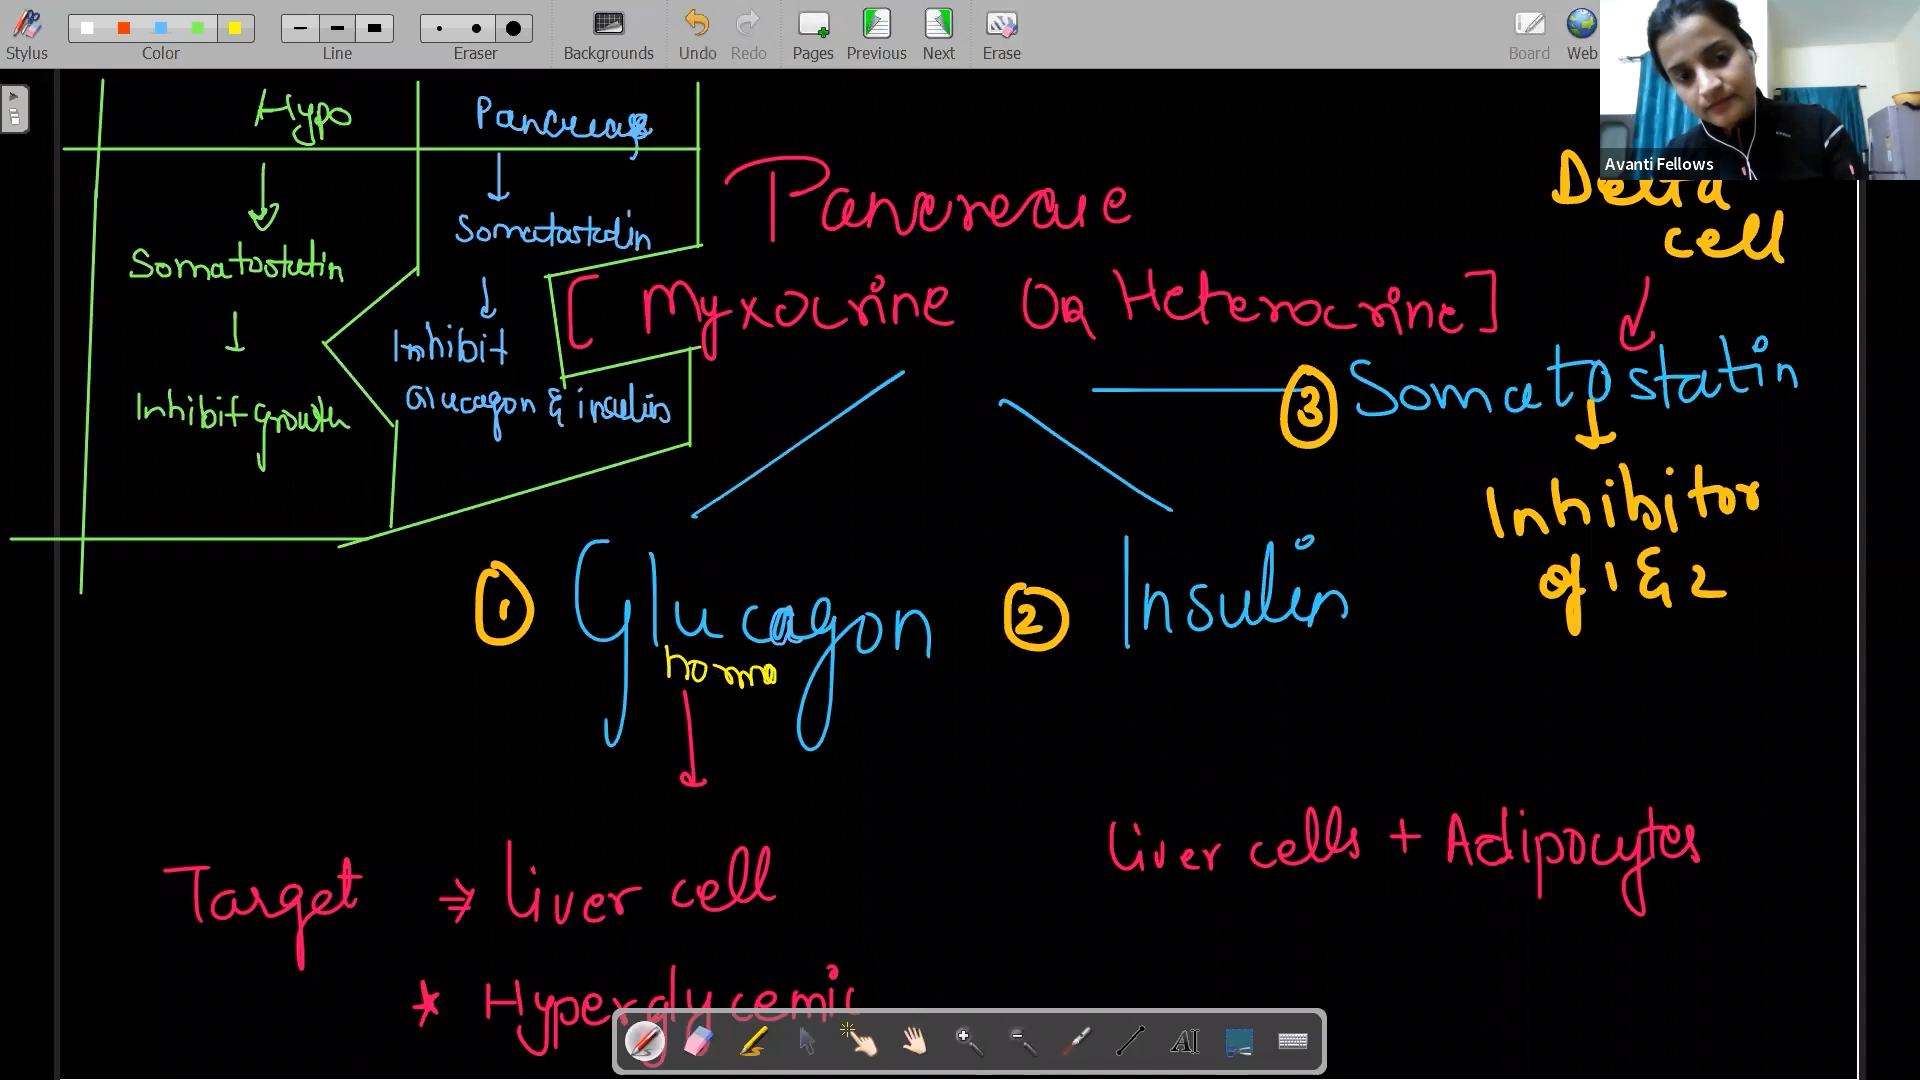 Stylus
Color
Line
Eraser
Backgrounds
Undo
Redo
Pages
Previous
Next
Erase
Board
Web
Avanti Fellows
Hypo
Somatostatin
Inhibit growth
Pancreas
Inhibit
Glucagon & insulin
Pancreas
[ Myxocrine OR Heterocrine ]
Delta
cell
③ Somatostatin
Inhibitor
of 1 & 2
① Glucagon
② Insulin
Target ⇒ Liver cell
Liver cells + Adipocytes
* Hyperglycemic